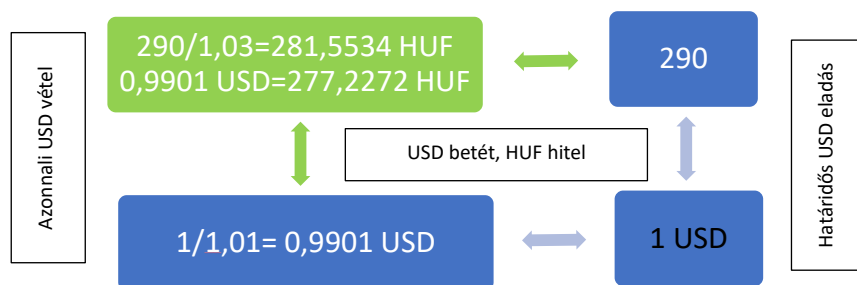 Azonnali USD vétel
290/1,03=281,5534 HUF
0,9901 USD=277,2272 HUF
290
USD betét, HUF hitel
1/1,01= 0,9901 USD
1 USD
Határidős USD eladás